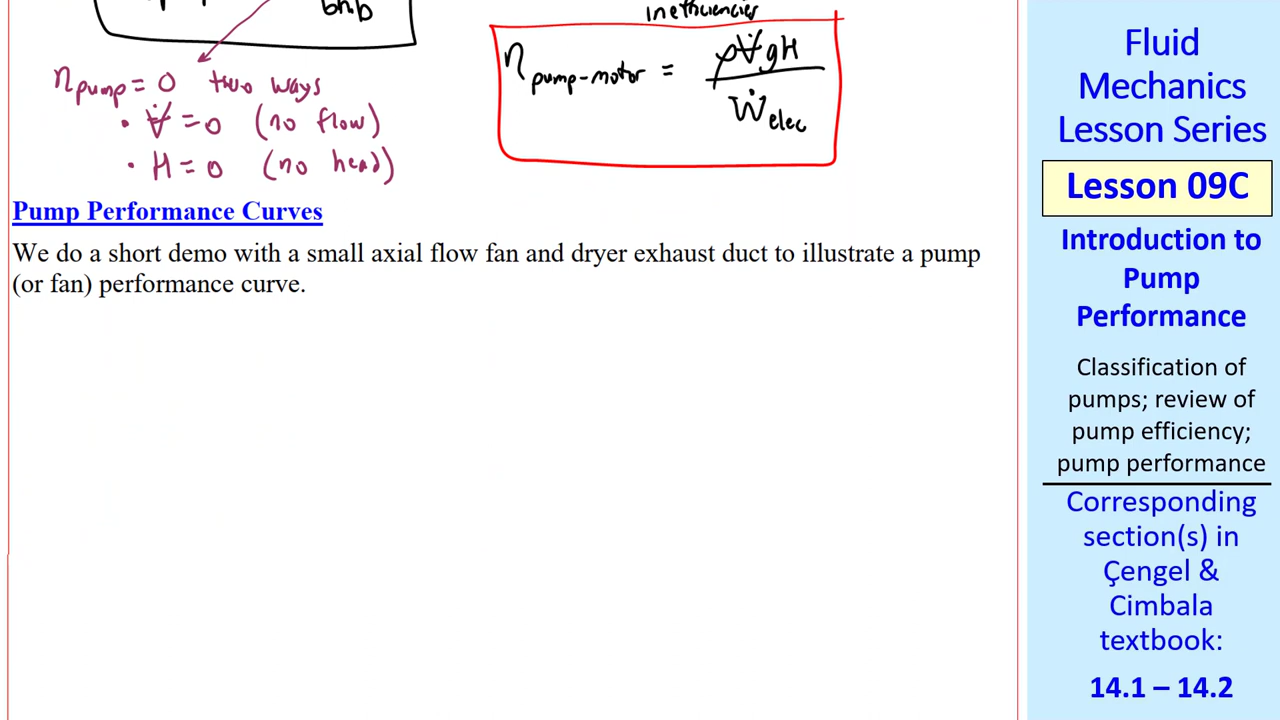 bhp
inefficiencies
η pump-motor = ρV̶̇gH / Ẇ elec
η pump = 0 two ways
• V̶̇ = 0 (no flow)
• H = 0 (no head)
Pump Performance Curves
We do a short demo with a small axial flow fan and dryer exhaust duct to illustrate a pump
(or fan) performance curve.
Fluid
Mechanics
Lesson Series
Lesson 09C
Introduction to
Pump
Performance
Classification of
pumps; review of
pump efficiency;
pump performance
Corresponding
section(s) in
Çengel &
Cimbala
textbook:
14.1 – 14.2